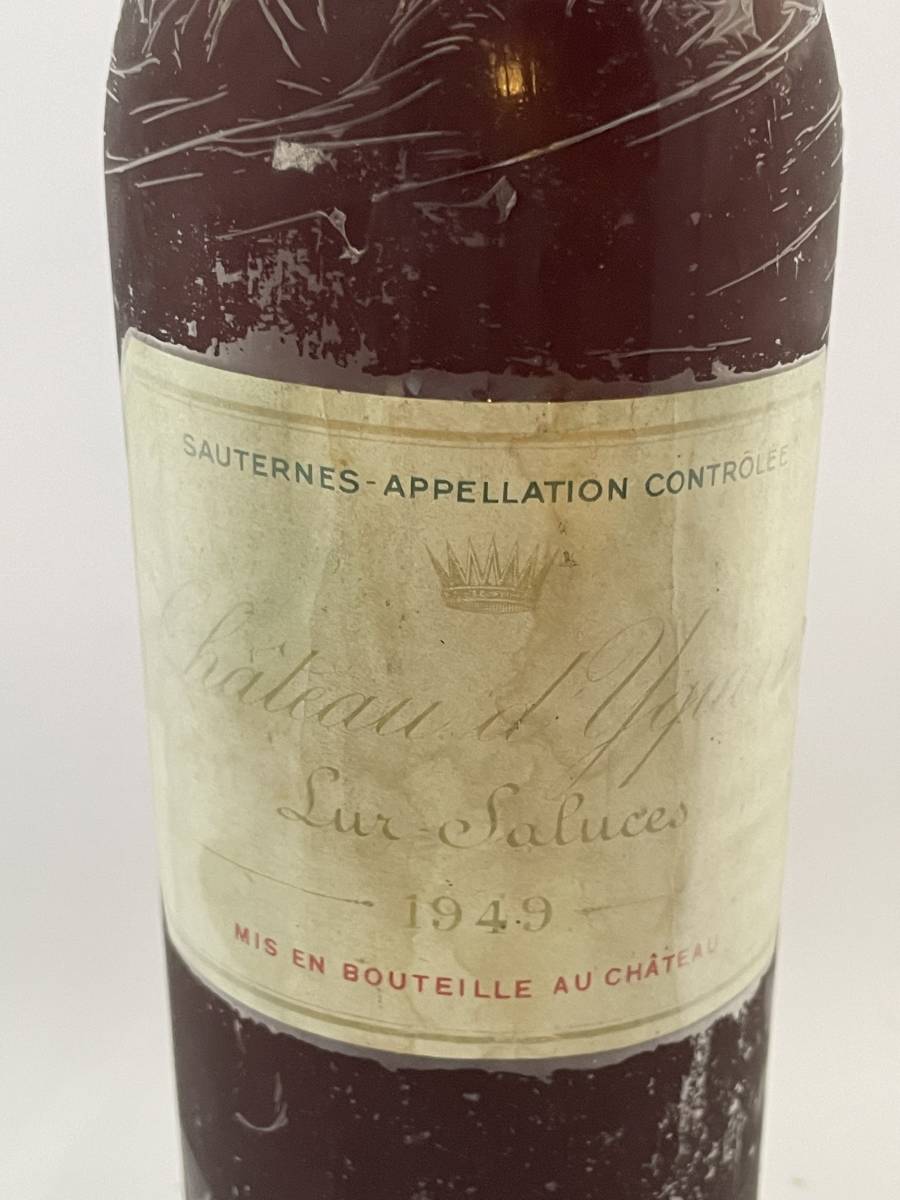 SAUTERNES-APPELLATION CONTRÔLÉE
Château d'Yquem
Lur-Saluces
1949
MIS EN BOUTEILLE AU CHÂTEAU